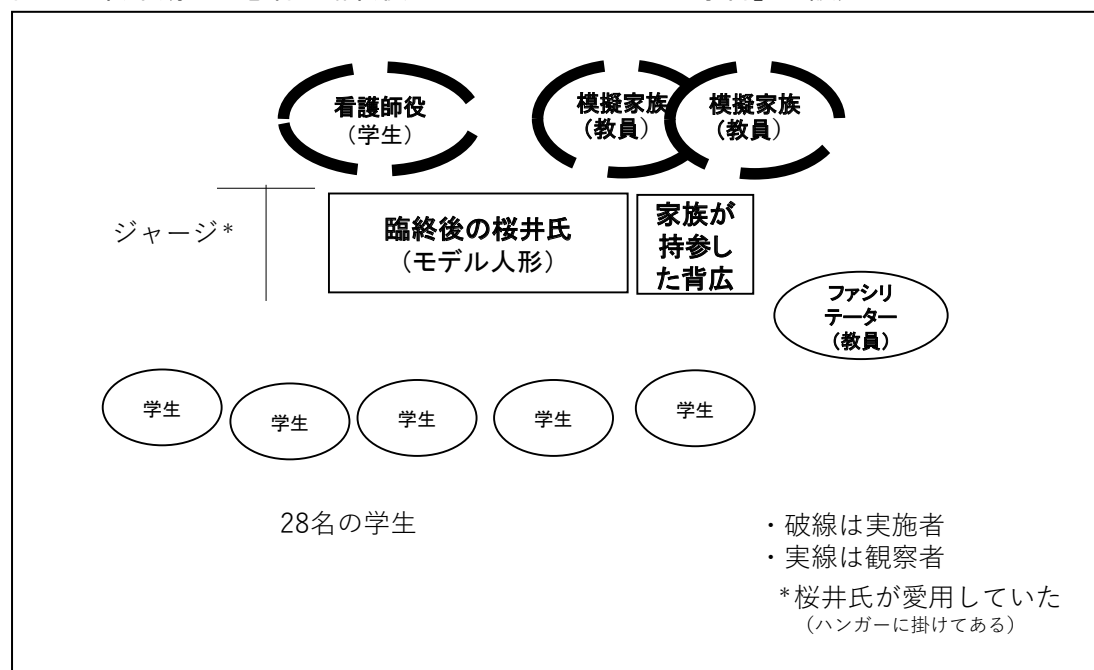 看護師役
（学生）
模擬家族
（教員）
模擬家族
（教員）
ジャージ*
臨終後の桜井氏
（モデル人形）
家族が
持参し
た背広
ファシリ
テーター
（教員）
学生
学生
学生
学生
学生
28名の学生
・破線は実施者
・実線は観察者
*桜井氏が愛用していた
（ハンガーに掛けてある）